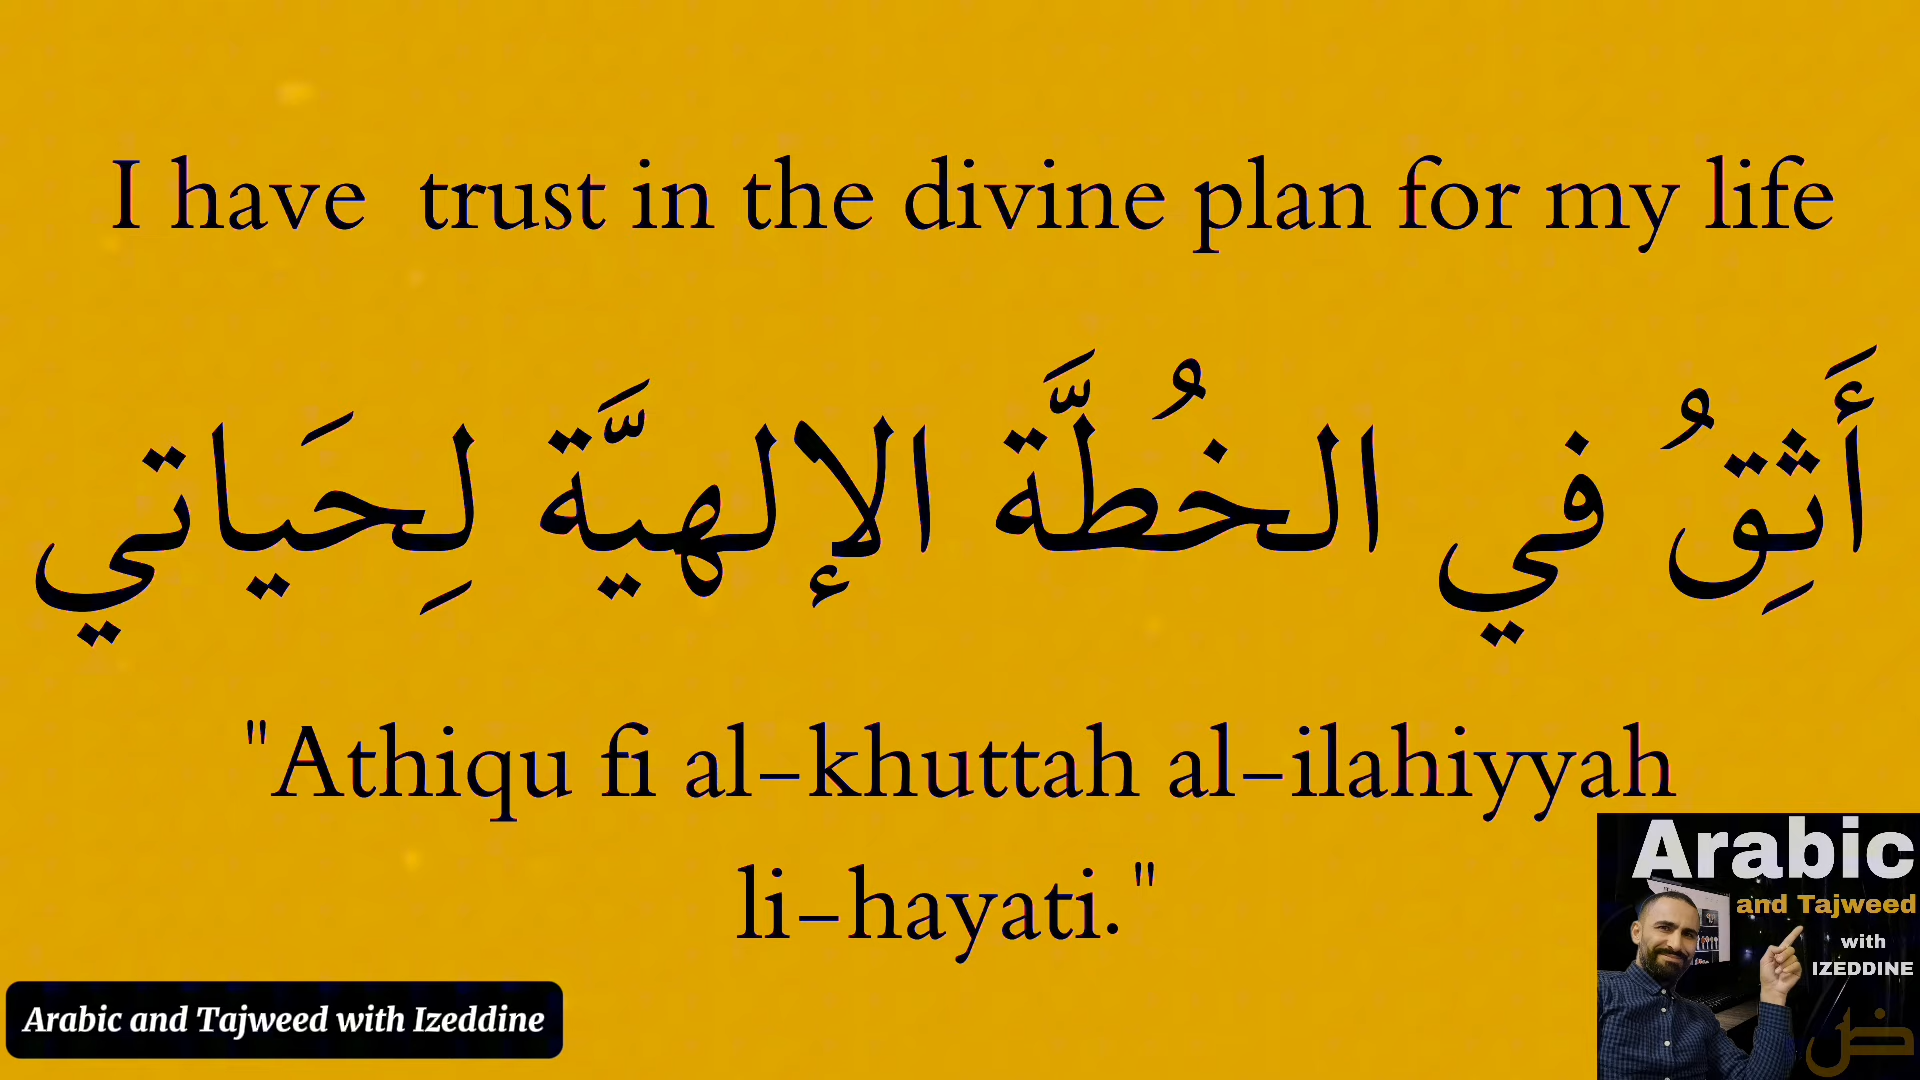 I have trust in the divine plan for my life
أَثِقُ في الخُطَّة الإلهيَّة لِحَياتي
"Athiqu fi al-khuttah al-ilahiyyah
li-hayati."
Arabic
and Tajweed
with
IZEDDINE
ض
Arabic and Tajweed with Izeddine